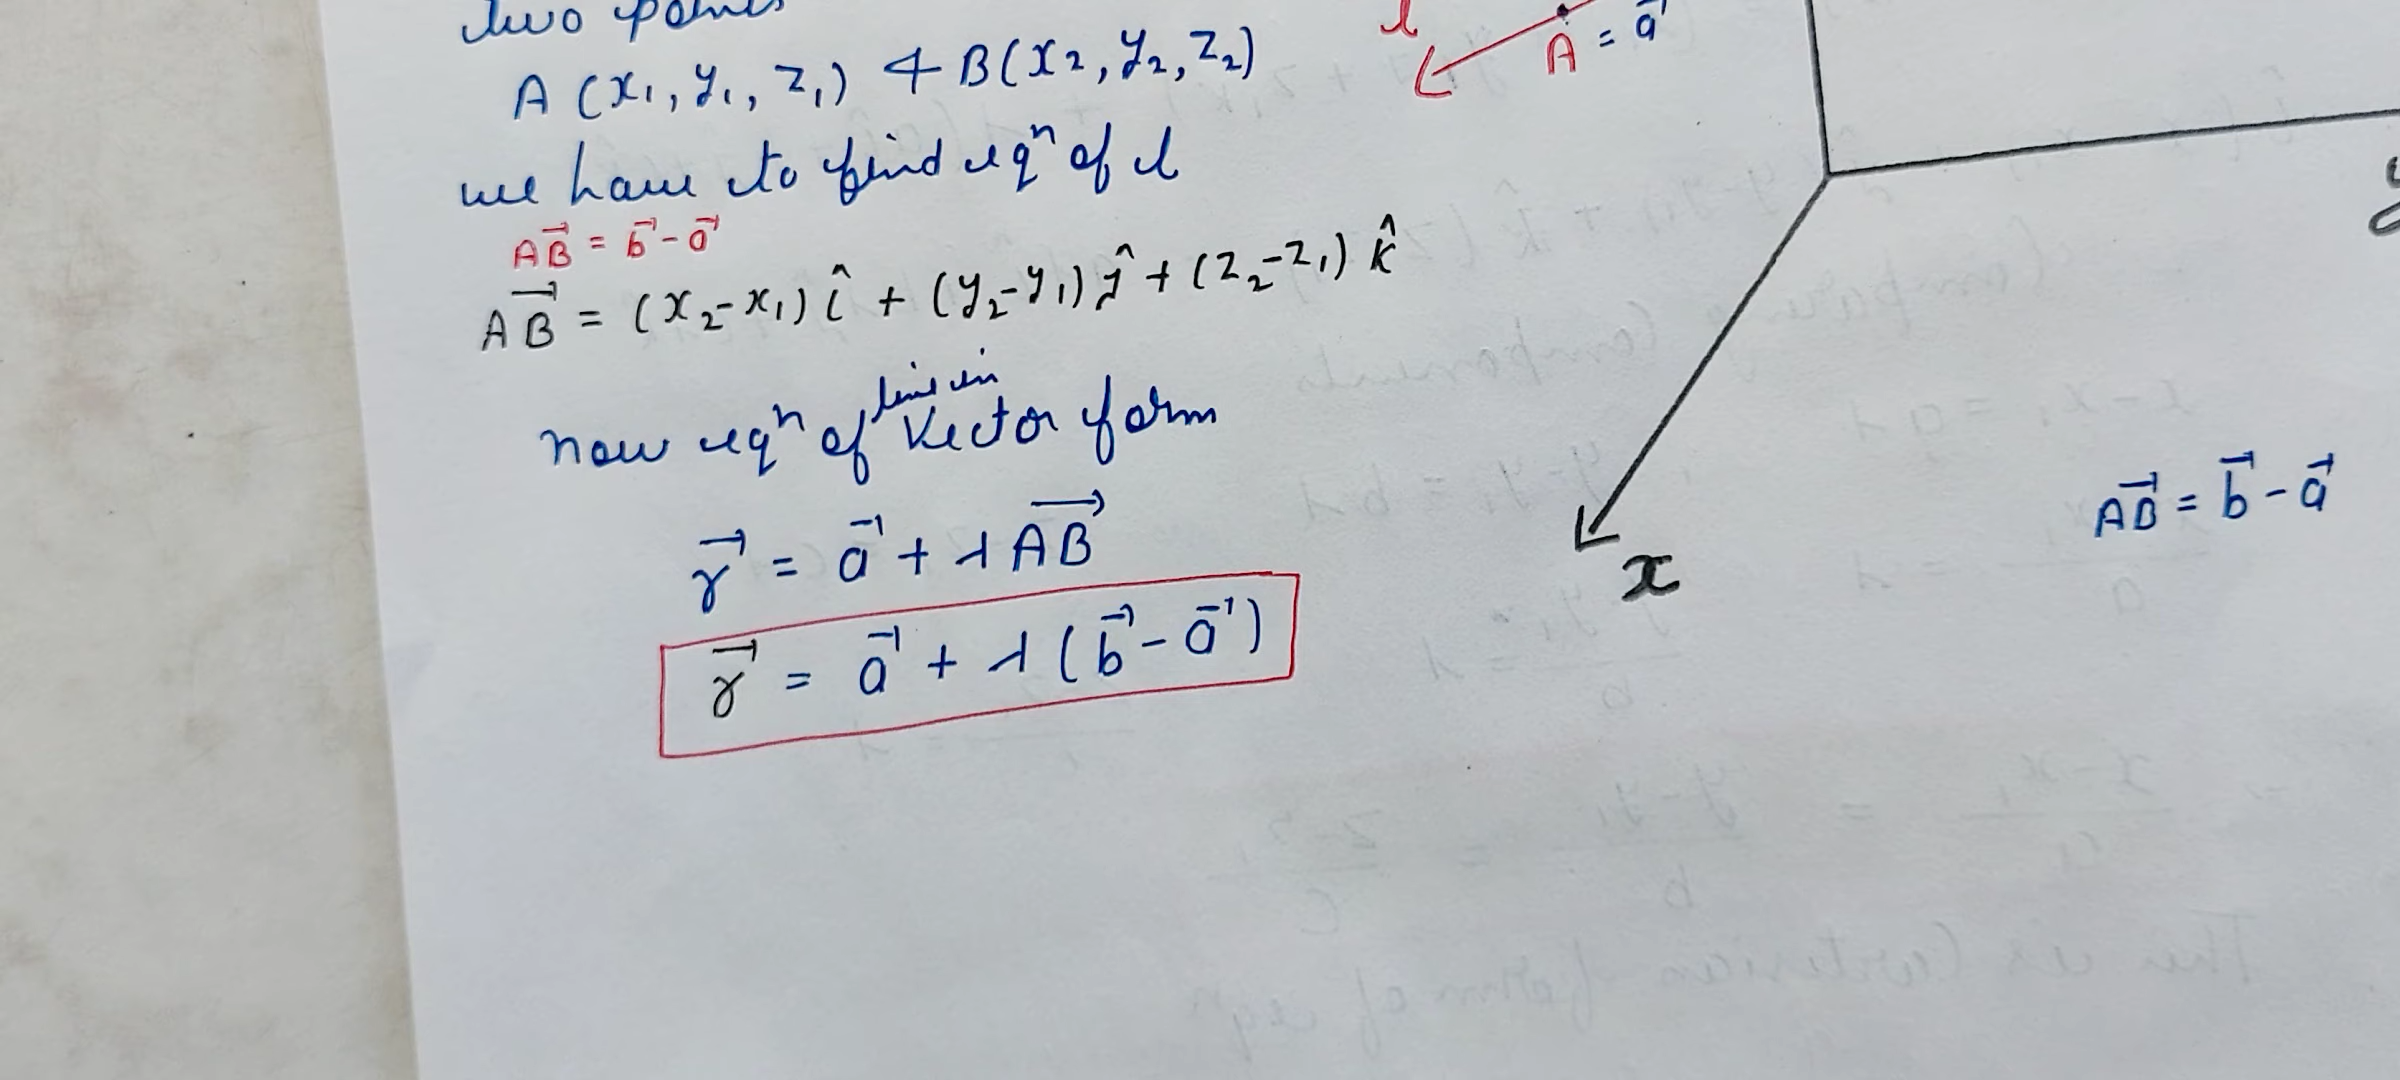 two points
A (x₁, y₁, z₁) & B(x₂, y₂, z₂)
we have to find eqⁿ of l
AB⃗ = b⃗ - a⃗
AB⃗ = (x₂-x₁) î + (y₂-y₁) ĵ + (z₂-z₁) k̂
now eqⁿ of line in Vector form
r⃗ = a⃗ + λ AB⃗
r⃗ = a⃗ + λ (b⃗ - a⃗)
l
A = a⃗
y
x
AB⃗ = b⃗ - a⃗